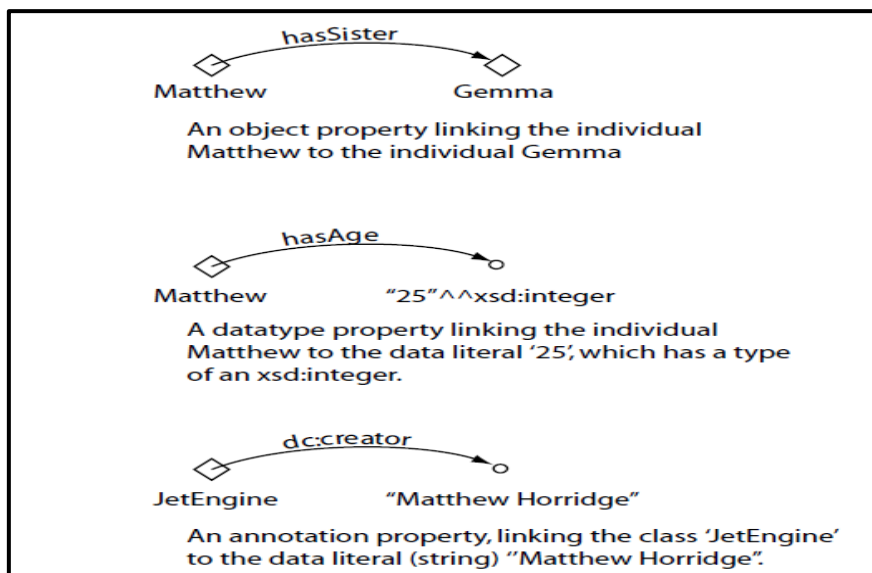 hasSister
Matthew Gemma
An object property linking the individual
Matthew to the individual Gemma
hasAge
Matthew “25”^^xsd:integer
A datatype property linking the individual
Matthew to the data literal ‘25’, which has a type
of an xsd:integer.
dc:creator
JetEngine “Matthew Horridge”
An annotation property, linking the class ‘JetEngine’
to the data literal (string) “Matthew Horridge”.